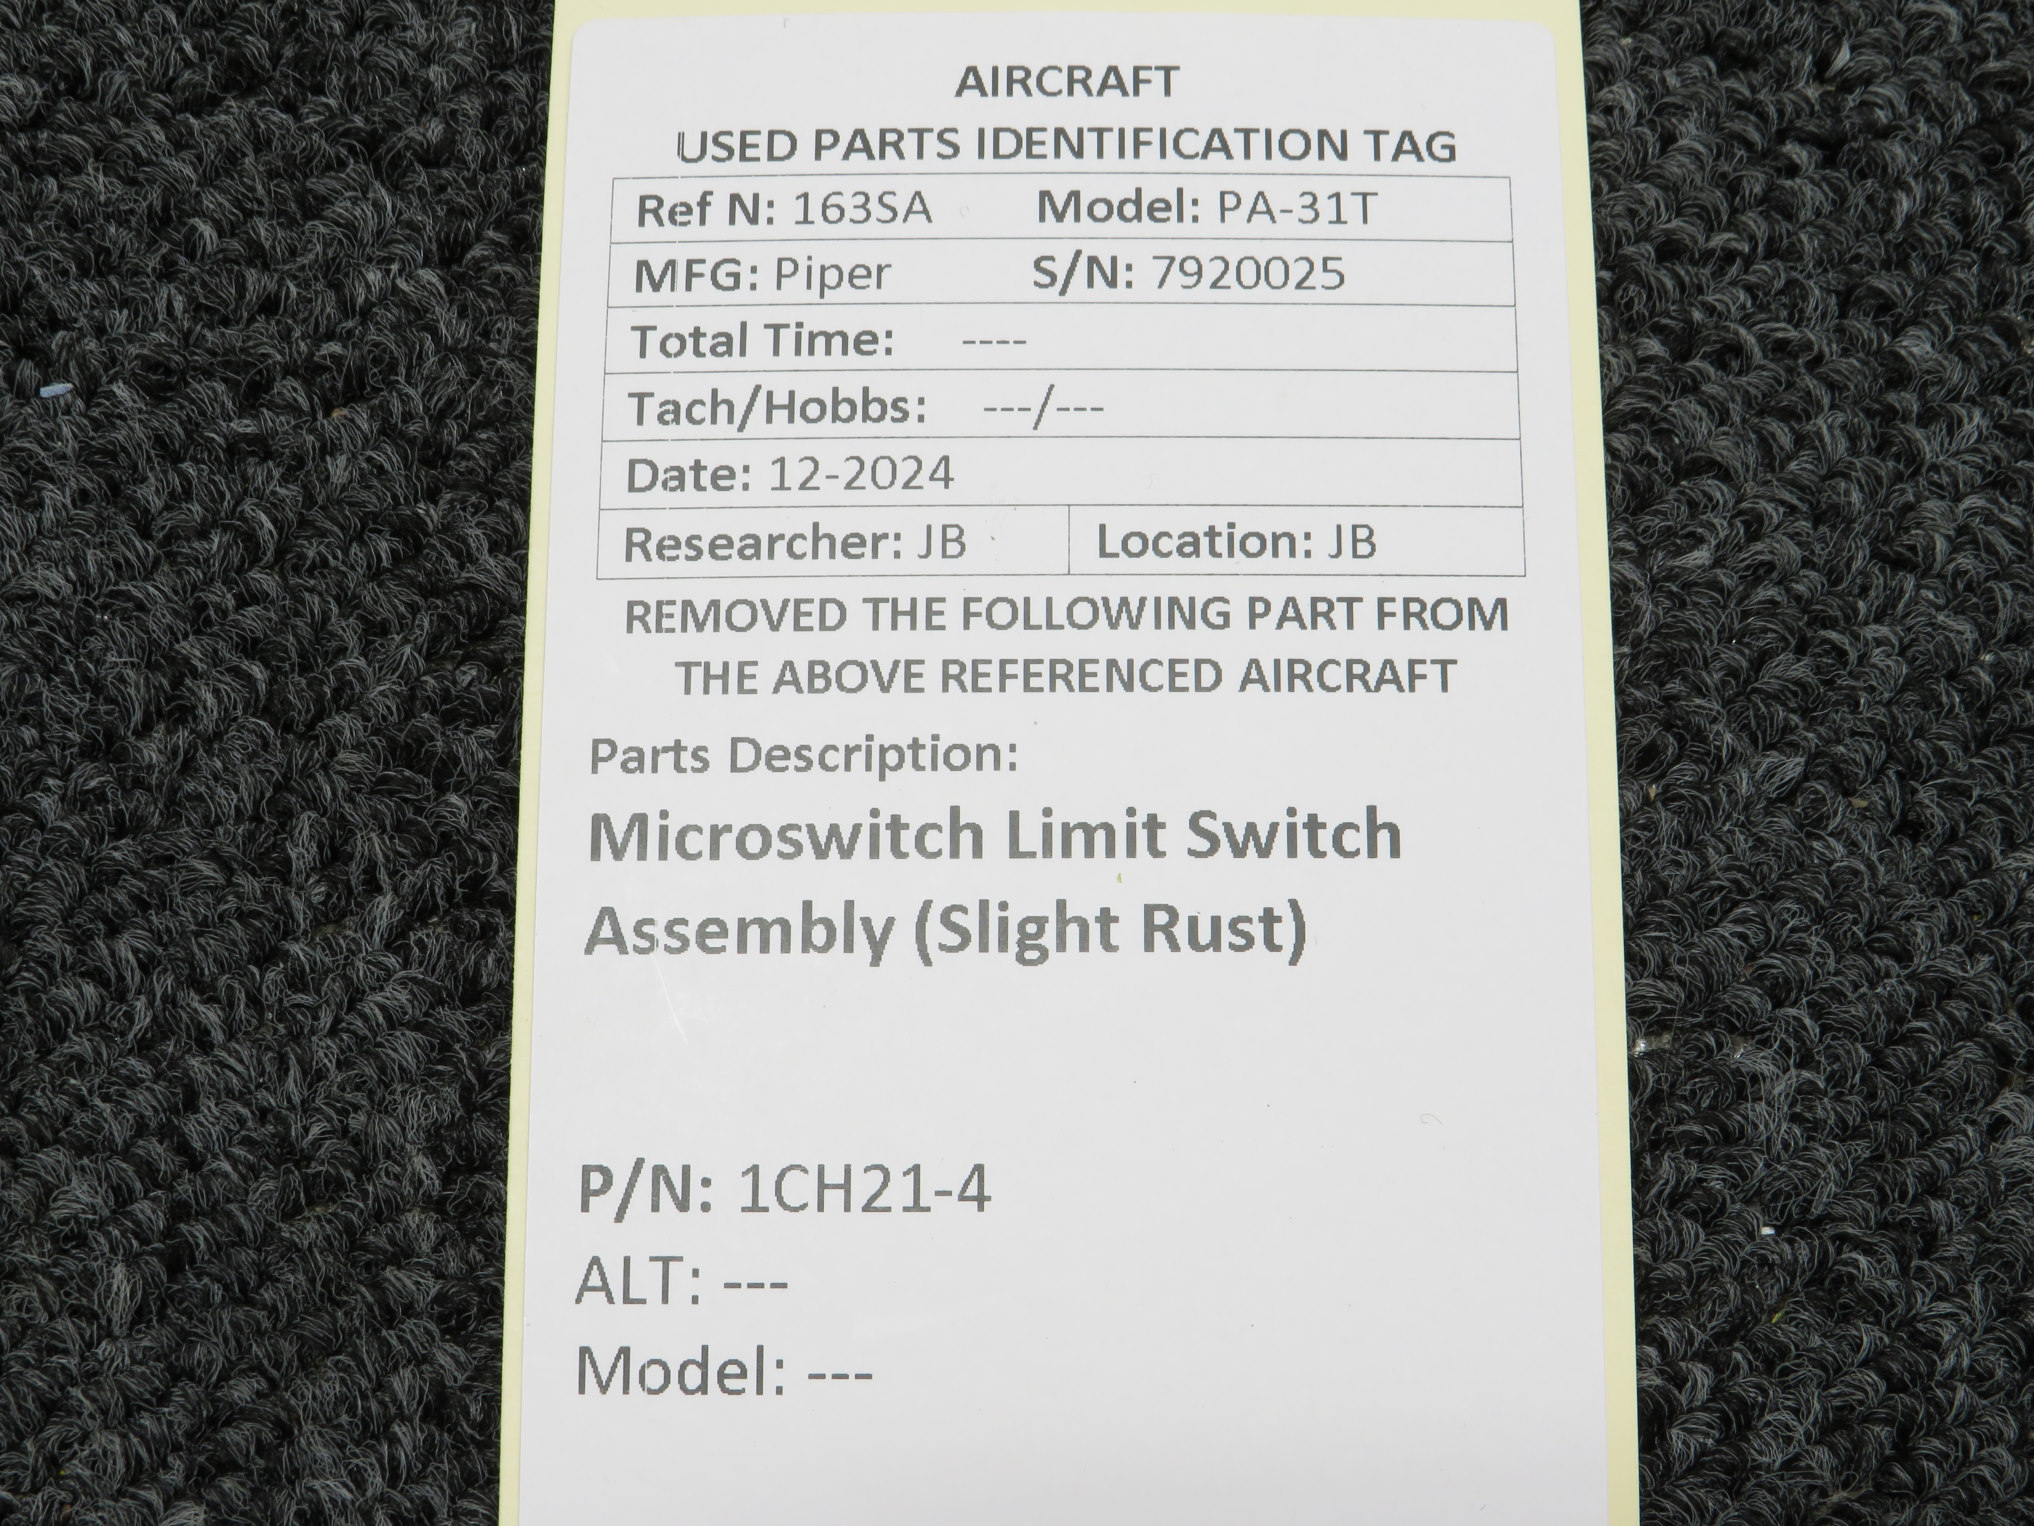 AIRCRAFT
USED PARTS IDENTIFICATION TAG
Ref N: 163SA Model: PA-31T
MFG: Piper S/N: 7920025
Total Time: ----
Tach/Hobbs: ---/---
Date: 12-2024
Researcher: JB Location: JB
REMOVED THE FOLLOWING PART FROM
THE ABOVE REFERENCED AIRCRAFT
Parts Description:
Microswitch Limit Switch
Assembly (Slight Rust)
P/N: 1CH21-4
ALT: ---
Model: ---